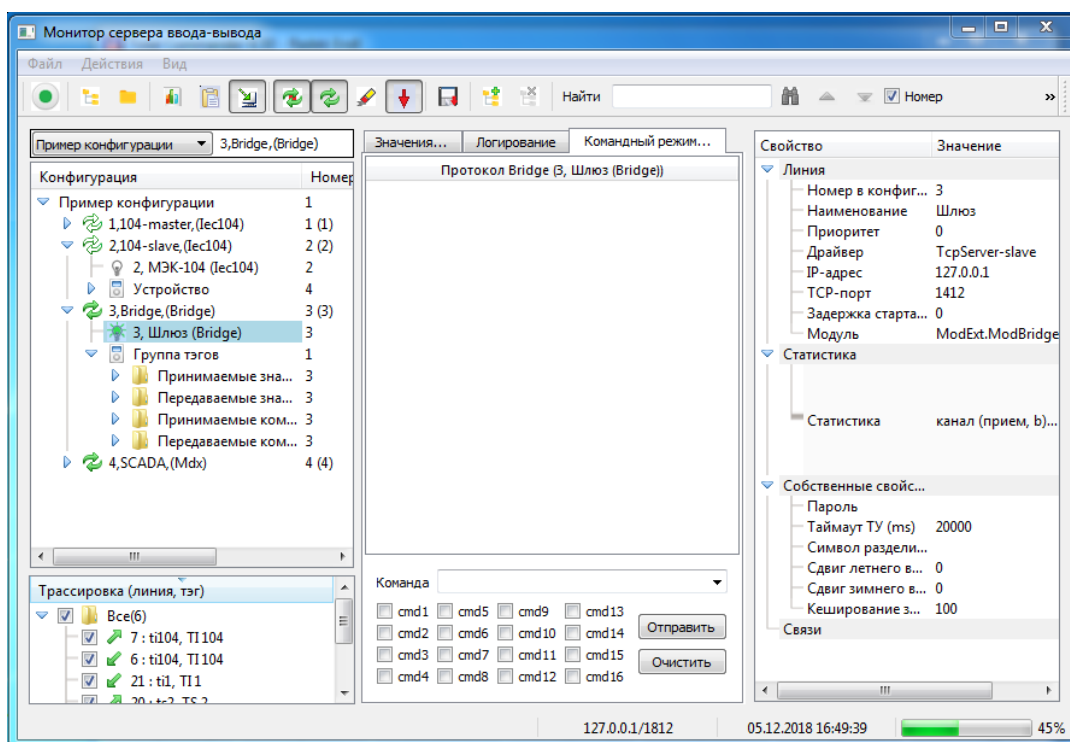 Монитор сервера ввода-вывода
Файл Действия Вид
Найти
Номер
»
Пример конфигурации 3,Bridge,(Bridge)
Конфигурация Номер
Пример конфигурации 1
1,104-master,(Iec104) 1 (1)
2,104-slave,(Iec104) 2 (2)
2, МЭК-104 (Iec104) 2
Устройство 4
3,Bridge,(Bridge) 3 (3)
3, Шлюз (Bridge) 3
Группа тэгов 1
Принимаемые зна... 3
Передаваемые зна... 3
Принимаемые ком... 3
Передаваемые ком... 3
4,SCADA,(Mdx) 4 (4)
Трассировка (линия, тэг)
Все(6)
7 : ti104, TI104
6 : ti104, TI104
21 : ti1, TI1
20 : ts2, TS 2
Значения... Логирование Командный режим...
Протокол Bridge (3, Шлюз (Bridge))
Команда
cmd1 cmd5 cmd9 cmd13
cmd2 cmd6 cmd10 cmd14
cmd3 cmd7 cmd11 cmd15
cmd4 cmd8 cmd12 cmd16
Отправить
Очистить
Свойство Значение
Линия
Номер в конфиг... 3
Наименование Шлюз
Приоритет 0
Драйвер TcpServer-slave
IP-адрес 127.0.0.1
TCP-порт 1412
Задержка старта... 0
Модуль ModExt.ModBridge
Статистика
Статистика канал (прием, b)...
Собственные свойс...
Пароль
Таймаут ТУ (ms) 20000
Символ раздели...
Сдвиг летнего в... 0
Сдвиг зимнего в... 0
Кеширование з... 100
Связи
127.0.0.1/1812 05.12.2018 16:49:39 45%